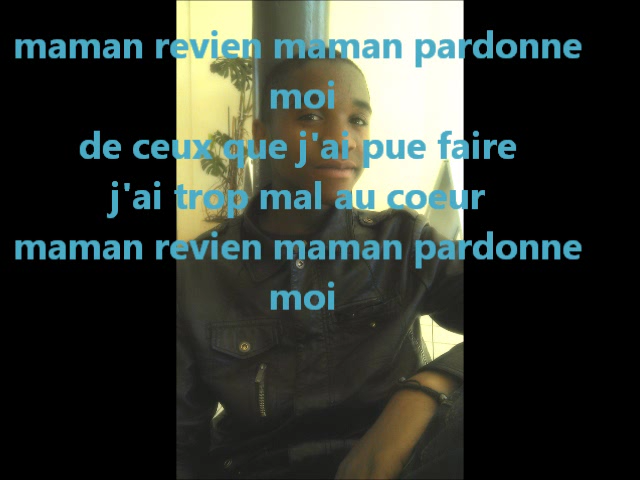 maman revien maman pardonne
moi
de ceux que j'ai pue faire
j'ai trop mal au coeur
maman revien maman pardonne
moi